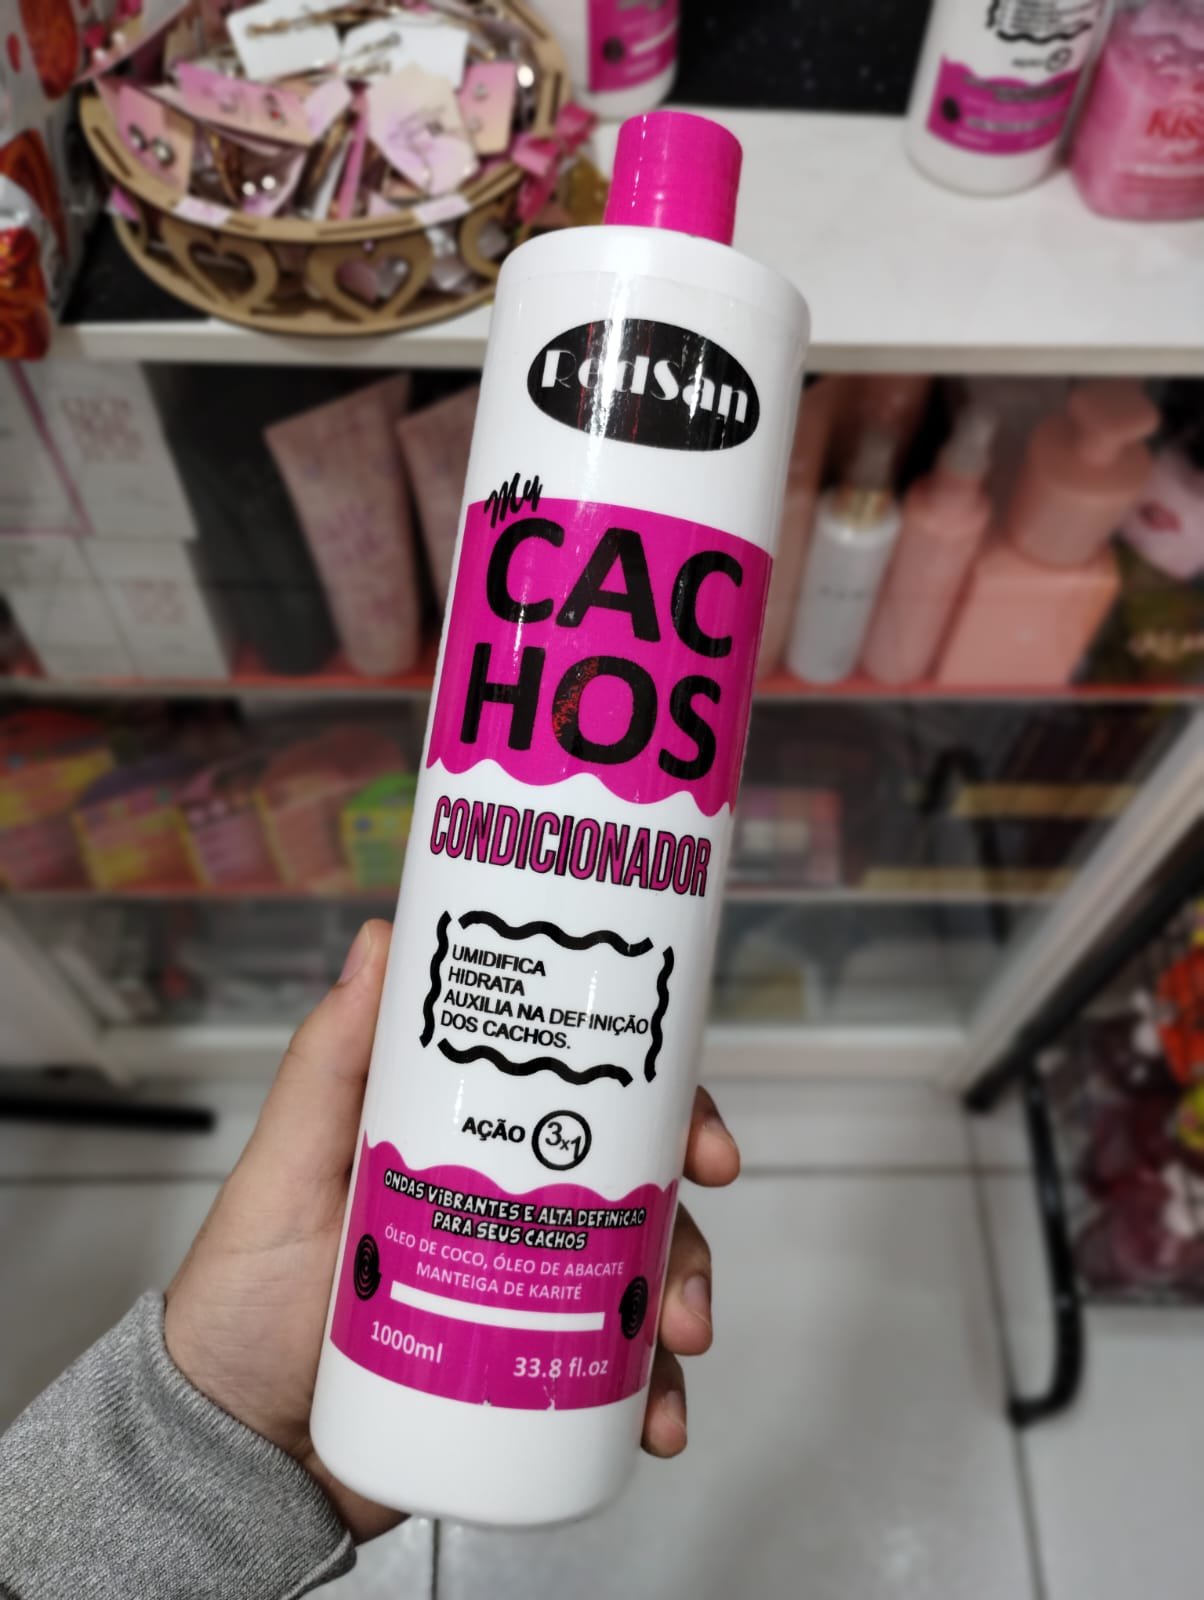 RedSan
My
CAC
HOS
CONDICIONADOR
UMIDIFICA
HIDRATA
AUXILIA NA DEFINIÇÃO
DOS CACHOS.
AÇÃO 3x1
ONDAS ViBRANTES E ALTA DEFiNiCAO
PARA SEUS CACHOS
ÓLEO DE COCO, ÓLEO DE ABACATE
MANTEIGA DE KARITÉ
1000ml
33.8 fl.oz